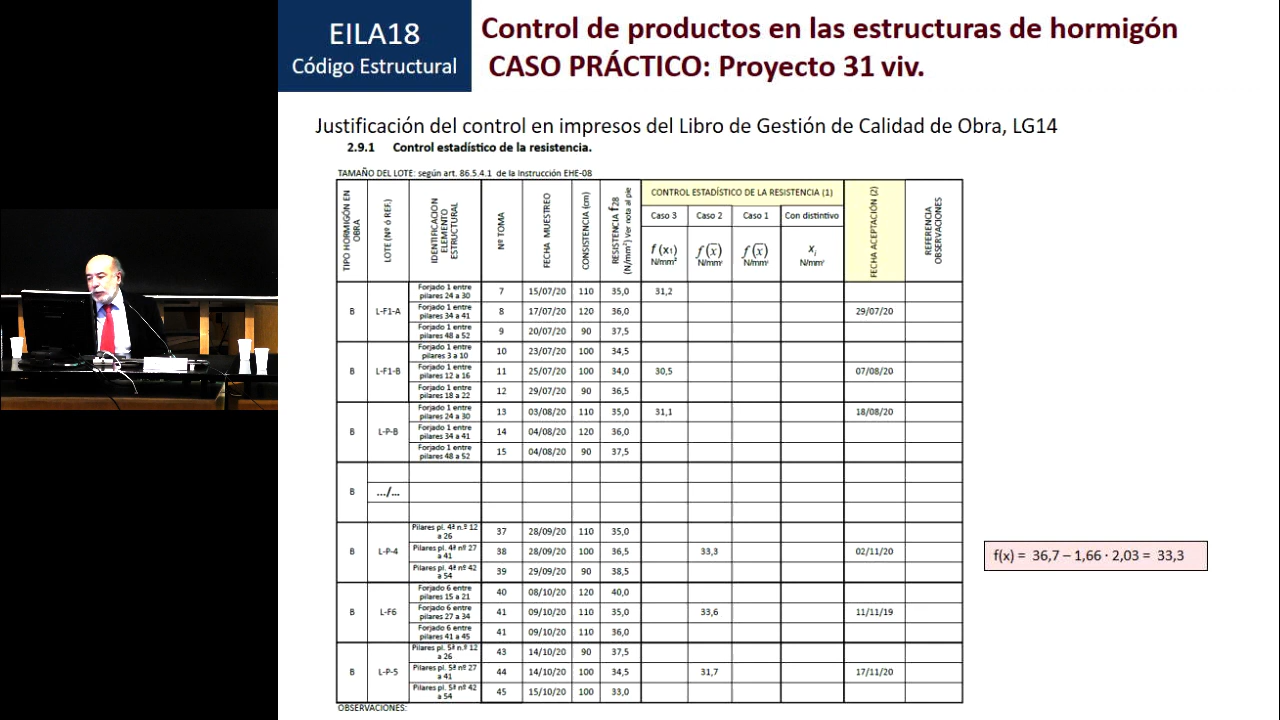 EILA18
Código Estructural
Control de productos en las estructuras de hormigón
CASO PRÁCTICO: Proyecto 31 viv.
Justificación del control en impresos del Libro de Gestión de Calidad de Obra, LG14
2.9.1 Control estadístico de la resistencia.
TAMAÑO DEL LOTE: según art. 86.5.4.1 de la Instrucción EHE-08
TIPO HORMIGÓN EN OBRA
LOTE (Nº ó REF.)
IDENTIFICACION ELEMENTO ESTRUCTURAL
Nº TOMA
FECHA MUESTREO
CONSISTENCIA (cm)
RESISTENCIA f28 (N/mm²) Ver nota al pie
CONTROL ESTADÍSTICO DE LA RESISTENCIA (1)
Caso 3 Caso 2 Caso 1 Con distintivo
f (x1) N/mm² f(x̅) N/mm² f(x̅) N/mm² xi N/mm²
FECHA ACEPTACIÓN (2)
REFERENCIA OBSERVACIONES
B L-F1-A
Forjado 1 entre pilares 24 a 30 7 15/07/20 110 35,0 31,2
Forjado 1 entre pilares 34 a 41 8 17/07/20 120 36,0 29/07/20
Forjado 1 entre pilares 48 a 52 9 20/07/20 90 37,5
B L-F1-B
Forjado 1 entre pilares 3 a 10 10 23/07/20 100 34,5
Forjado 1 entre pilares 12 a 16 11 25/07/20 100 34,0 30,5 07/08/20
Forjado 1 entre pilares 18 a 22 12 29/07/20 90 36,5
B L-P-B
Forjado 1 entre pilares 24 a 30 13 03/08/20 110 35,0 31,1 18/08/20
Forjado 1 entre pilares 34 a 41 14 04/08/20 120 36,0
Forjado 1 entre pilares 48 a 52 15 04/08/20 90 37,5
B .../...
B L-P-4
Pilares pl. 4ª n.º 12 a 26 37 28/09/20 110 35,0
Pilares pl. 4ª nº 27 a 41 38 28/09/20 100 36,5 33,3 02/11/20
Pilares pl. 4ª nº 42 a 54 39 29/09/20 90 38,5
B L-F6
Forjado 6 entre pilares 15 a 21 40 08/10/20 120 40,0
Forjado 6 entre pilares 27 a 34 41 09/10/20 110 35,0 33,6 11/11/19
Forjado 6 entre pilares 41 a 45 41 09/10/20 110 36,0
B L-P-5
Pilares pl. 5ª n.º 12 a 26 43 14/10/20 90 37,5
Pilares pl. 5ª nº 27 a 41 44 14/10/20 100 34,5 31,7 17/11/20
Pilares pl. 5ª nº 42 a 54 45 15/10/20 100 33,0
OBSERVACIONES:
f(x) = 36,7 – 1,66 · 2,03 = 33,3